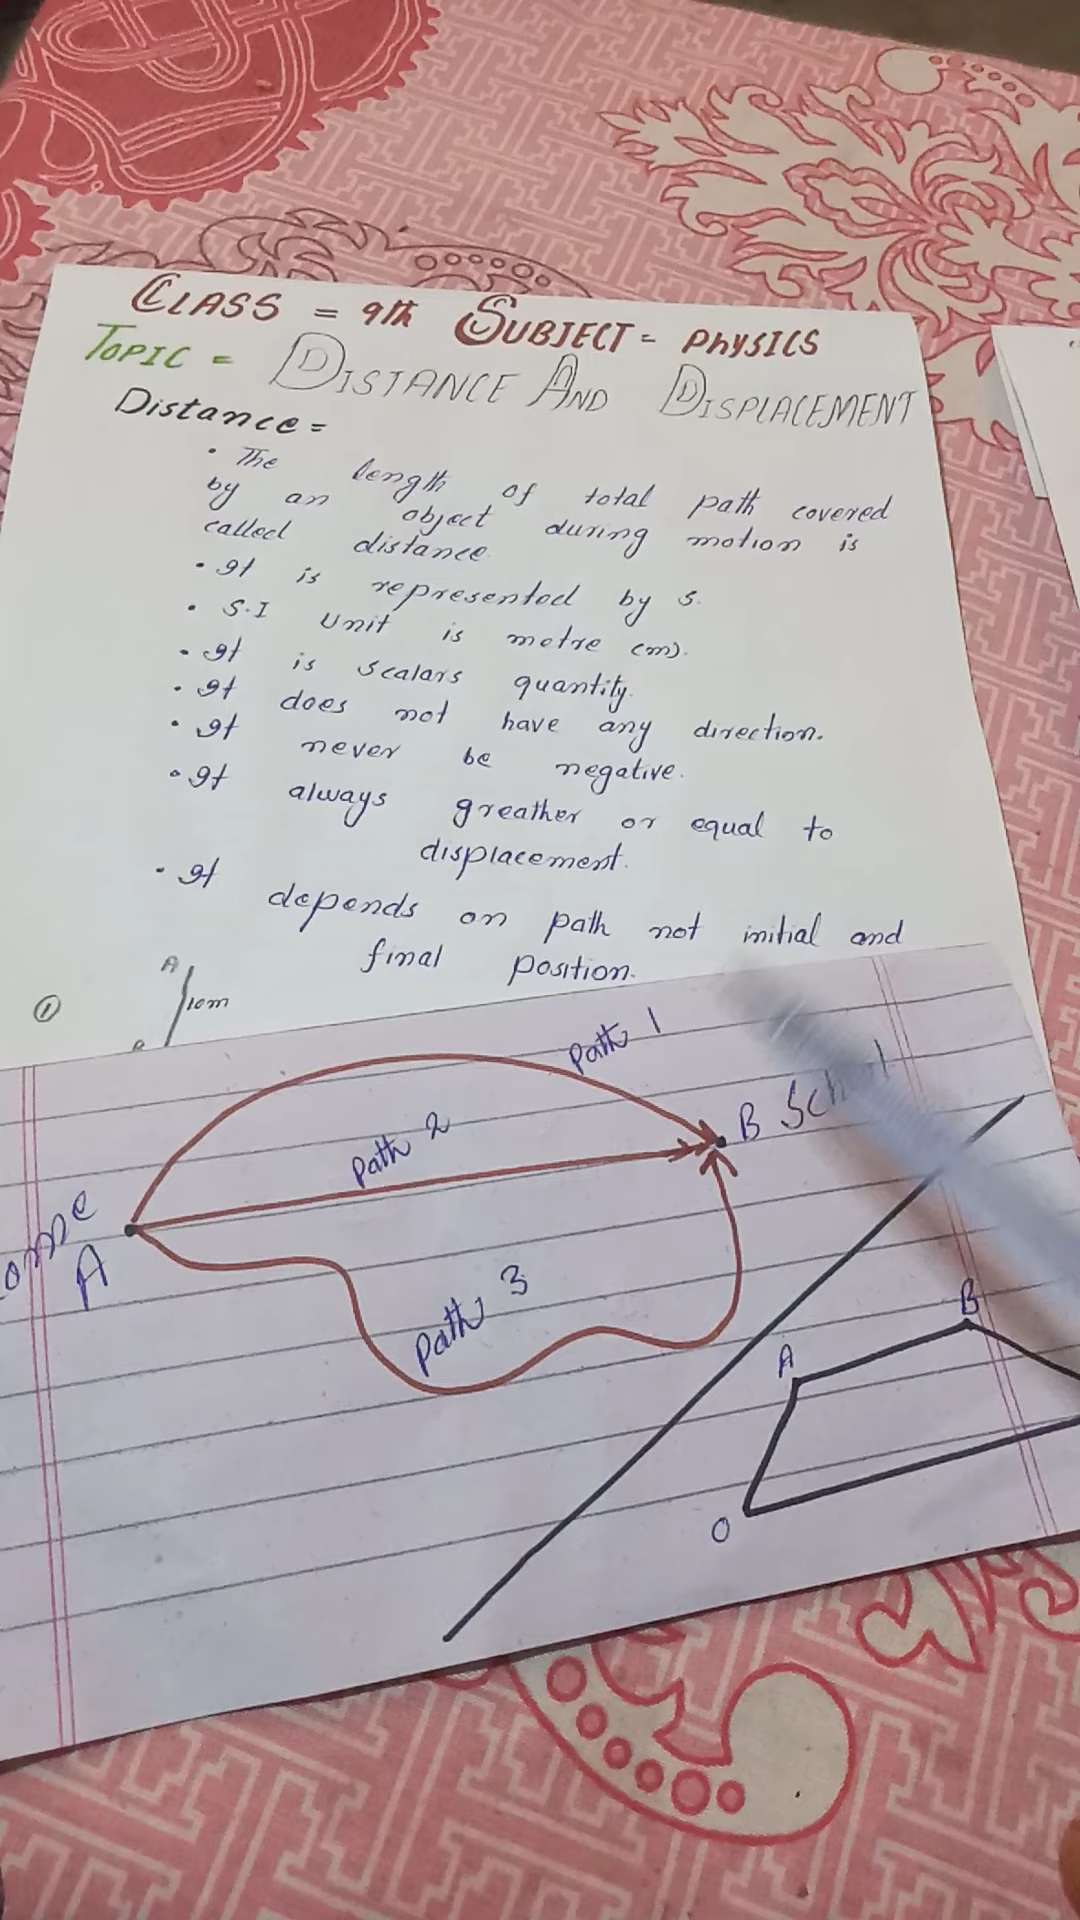 CLASS = 9th SUBJECT = PHYSICS
TOPIC = DISTANCE AND DISPLACEMENT
Distance =
• The length of total path covered
by an object during motion is
called distance
• It is represented by s.
• S.I Unit is metre (m).
• It is scalars quantity.
• It does not have any direction.
• It never be negative.
• It always greather or equal to
displacement.
• It depends on path not initial and
final position.
① A
10m
Path 1
B
Path 2
A
Path 3
B
A
O